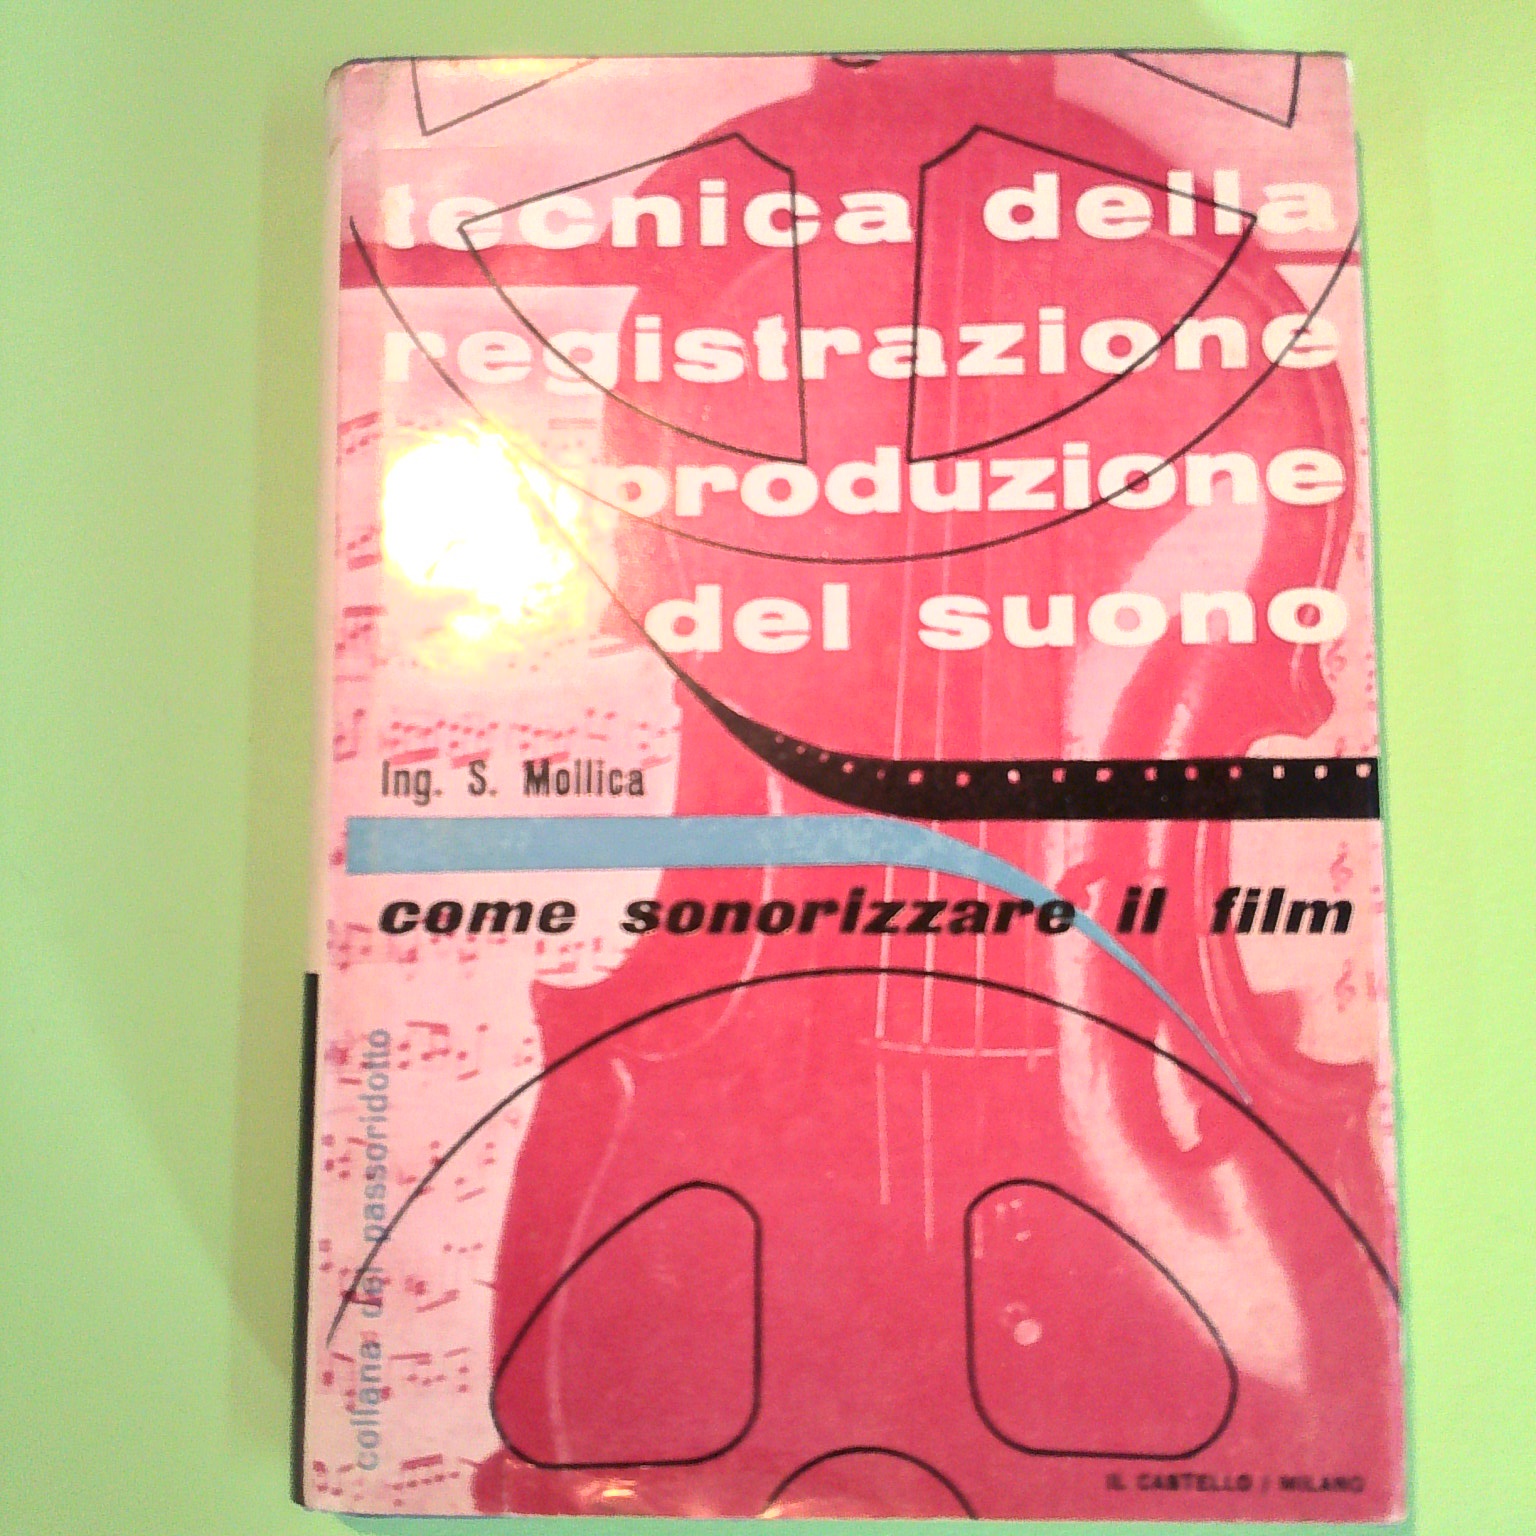 tecnica della
registrazione
produzione
del suono
Ing. S. Mollica
come sonorizzare il film
collana del passoridotto
IL CASTELLO / MILANO